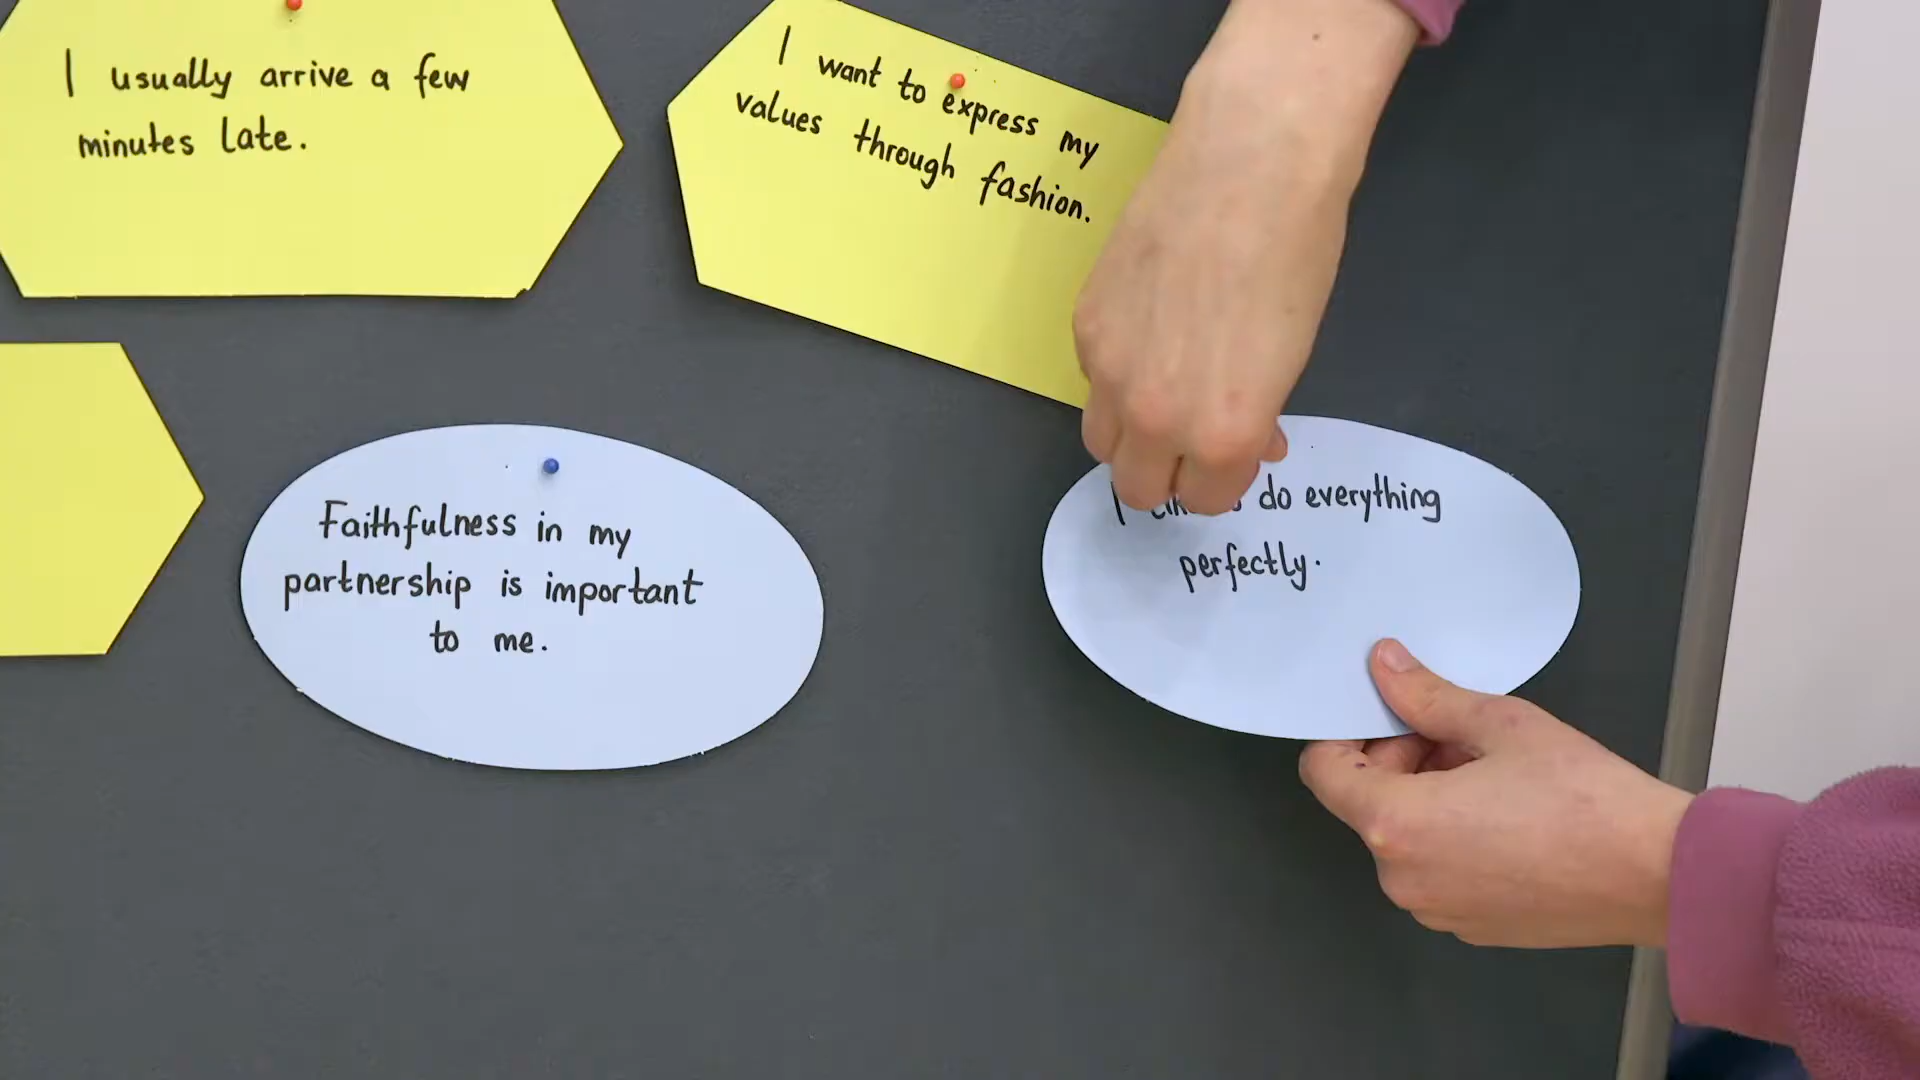 I usually arrive a few
minutes late.
I want to express my
values through fashion.
Faithfulness in my
partnership is important
to me.
I do everything
perfectly.